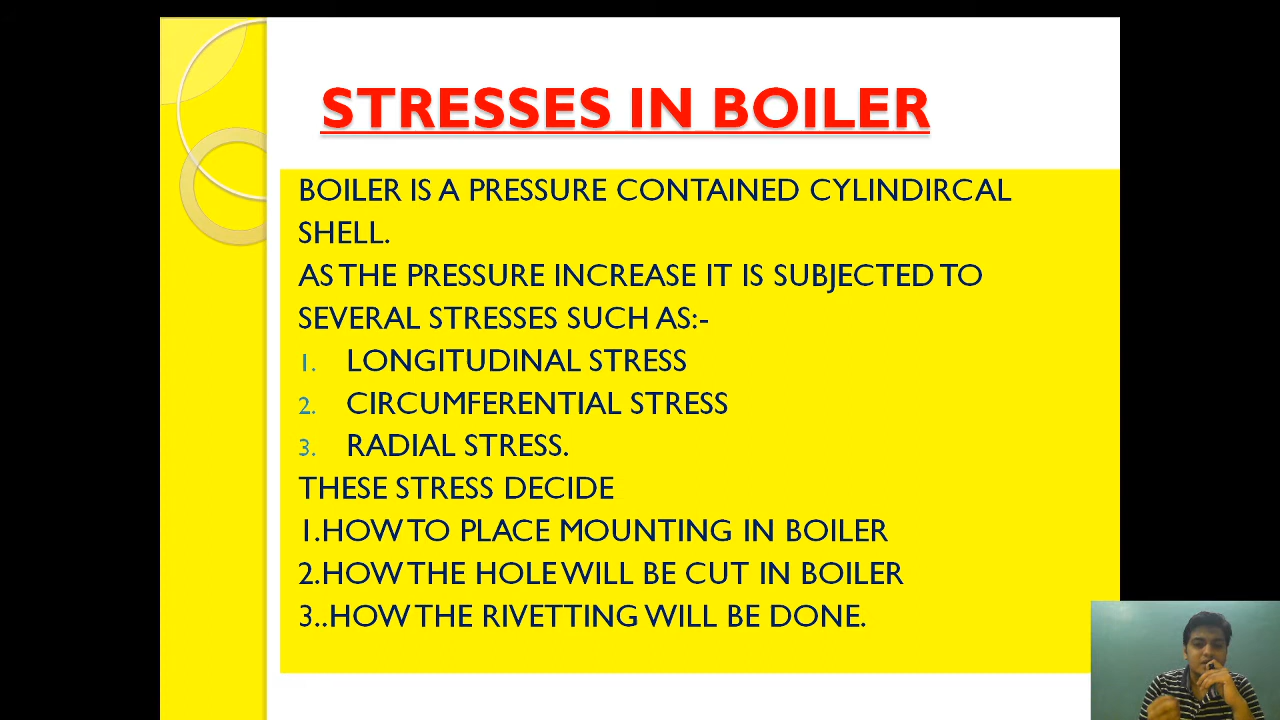 STRESSES IN BOILER
BOILER IS A PRESSURE CONTAINED CYLINDIRCAL
SHELL.
AS THE PRESSURE INCREASE IT IS SUBJECTED TO
SEVERAL STRESSES SUCH AS:-
1. LONGITUDINAL STRESS
2. CIRCUMFERENTIAL STRESS
3. RADIAL STRESS.
THESE STRESS DECIDE
1.HOW TO PLACE MOUNTING IN BOILER
2.HOW THE HOLE WILL BE CUT IN BOILER
3..HOW THE RIVETTING WILL BE DONE.